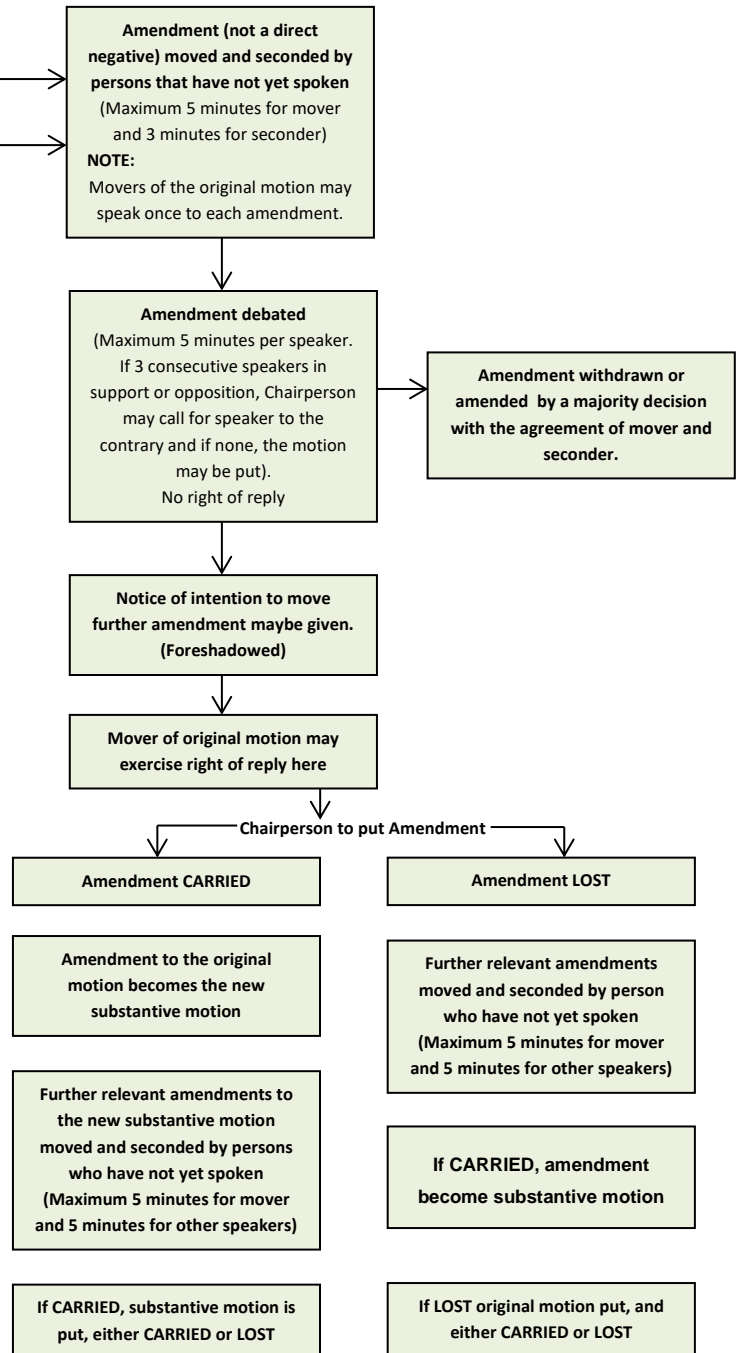 Amendment (not a direct
negative) moved and seconded by
persons that have not yet spoken
(Maximum 5 minutes for mover
and 3 minutes for seconder)
NOTE:
Movers of the original motion may
speak once to each amendment.
Amendment debated
(Maximum 5 minutes per speaker.
If 3 consecutive speakers in
support or opposition, Chairperson
may call for speaker to the
contrary and if none, the motion
may be put).
No right of reply
Amendment withdrawn or
amended by a majority decision
with the agreement of mover and
seconder.
Notice of intention to move
further amendment maybe given.
(Foreshadowed)
Mover of original motion may
exercise right of reply here
Chairperson to put Amendment
Amendment CARRIED
Amendment to the original
motion becomes the new
substantive motion
Further relevant amendments to
the new substantive motion
moved and seconded by persons
who have not yet spoken
(Maximum 5 minutes for mover
and 5 minutes for other speakers)
If CARRIED, substantive motion is
put, either CARRIED or LOST
Amendment LOST
Further relevant amendments
moved and seconded by person
who have not yet spoken
(Maximum 5 minutes for mover
and 5 minutes for other speakers)
If CARRIED, amendment
become substantive motion
If LOST original motion put, and
either CARRIED or LOST